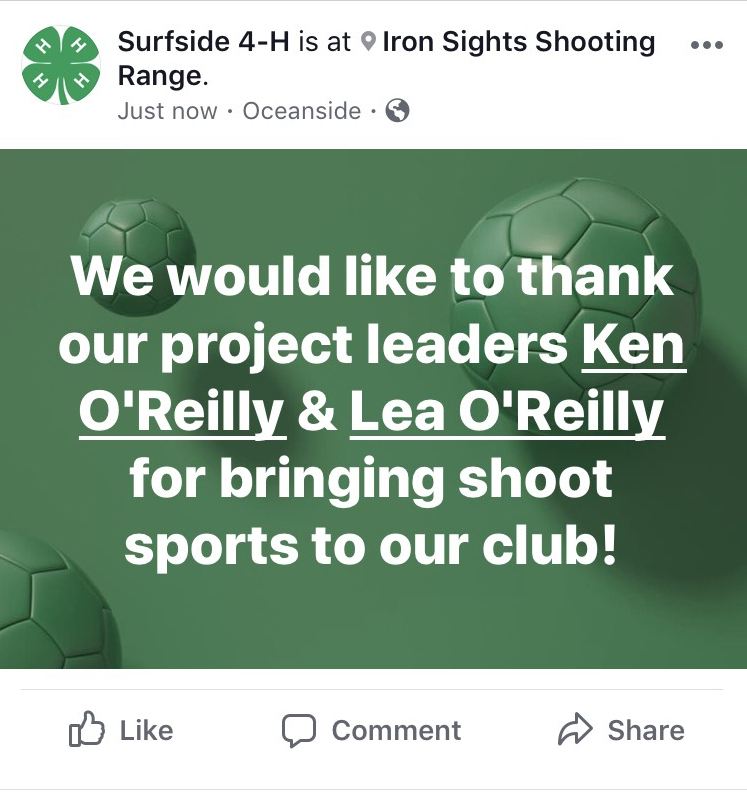 H H
H H
Surfside 4-H is at Iron Sights Shooting
Range.
Just now · Oceanside ·
We would like to thank
our project leaders Ken
O'Reilly & Lea O'Reilly
for bringing shoot
sports to our club!
Like Comment Share